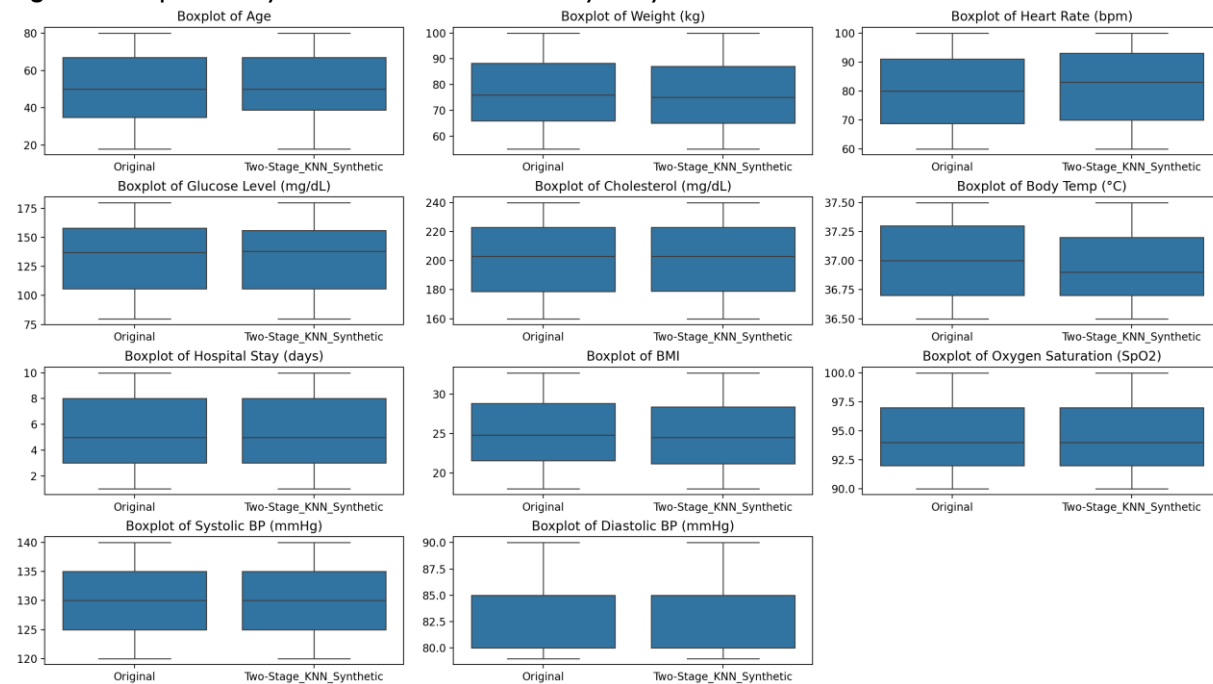 Boxplot of Age
80
60
40
20
Original Two-Stage_KNN_Synthetic
Boxplot of Weight (kg)
100
90
80
70
60
Original Two-Stage_KNN_Synthetic
Boxplot of Heart Rate (bpm)
100
90
80
70
60
Original Two-Stage_KNN_Synthetic
Boxplot of Glucose Level (mg/dL)
175
150
125
100
75
Original Two-Stage_KNN_Synthetic
Boxplot of Cholesterol (mg/dL)
240
220
200
180
160
Original Two-Stage_KNN_Synthetic
Boxplot of Body Temp (°C)
37.50
37.25
37.00
36.75
36.50
Original Two-Stage_KNN_Synthetic
Boxplot of Hospital Stay (days)
10
8
6
4
2
Original Two-Stage_KNN_Synthetic
Boxplot of BMI
30
25
20
Original Two-Stage_KNN_Synthetic
Boxplot of Oxygen Saturation (SpO2)
100.0
97.5
95.0
92.5
90.0
Original Two-Stage_KNN_Synthetic
Boxplot of Systolic BP (mmHg)
140
135
130
125
120
Original Two-Stage_KNN_Synthetic
Boxplot of Diastolic BP (mmHg)
90.0
87.5
85.0
82.5
80.0
Original Two-Stage_KNN_Synthetic